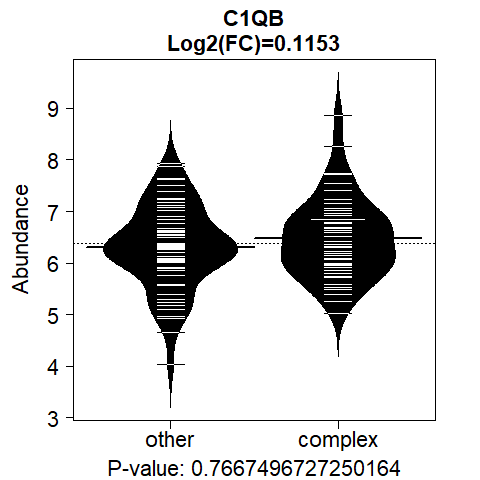 C1QB
Log2(FC)=0.1153
Abundance
9
8
7
6
5
4
3
other complex
P-value: 0.7667496727250164